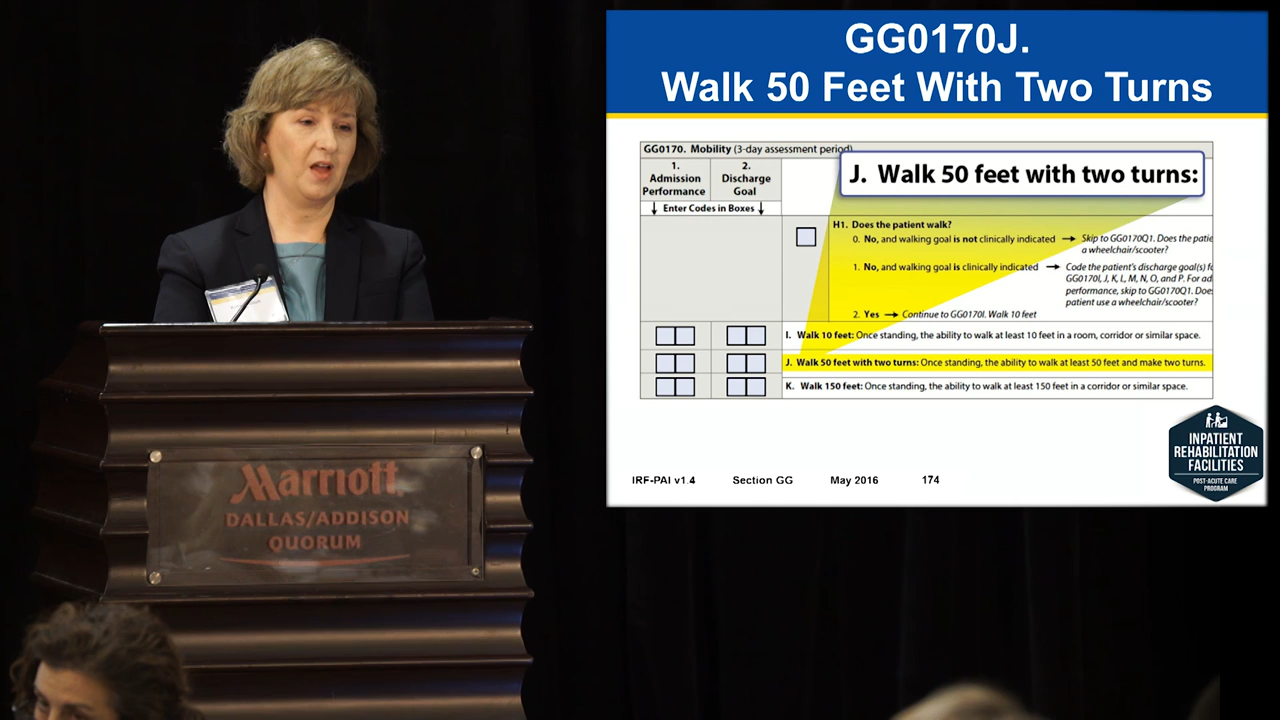 GG0170J.
Walk 50 Feet With Two Turns
GG0170. Mobility (3-day assessment period)
1.
Admission
Performance
2.
Discharge
Goal
↓ Enter Codes in Boxes ↓
J. Walk 50 feet with two turns:
H1. Does the patient walk?
0. No, and walking goal is not clinically indicated → Skip to GG0170Q1. Does the patie
a wheelchair/scooter?
1. No, and walking goal is clinically indicated → Code the patient's discharge goal(s) fo
GG0170I, J, K, L, M, N, O, and P. For ad
performance, skip to GG0170Q1. Does
patient use a wheelchair/scooter?
2. Yes → Continue to GG0170I. Walk 10 feet
I. Walk 10 feet: Once standing, the ability to walk at least 10 feet in a room, corridor or similar space.
J. Walk 50 feet with two turns: Once standing, the ability to walk at least 50 feet and make two turns.
K. Walk 150 feet: Once standing, the ability to walk at least 150 feet in a corridor or similar space.
INPATIENT
REHABILITATION
FACILITIES
POST-ACUTE CARE
PROGRAM
IRF-PAI v1.4 Section GG May 2016 174
Marriott
DALLAS/ADDISON
QUORUM